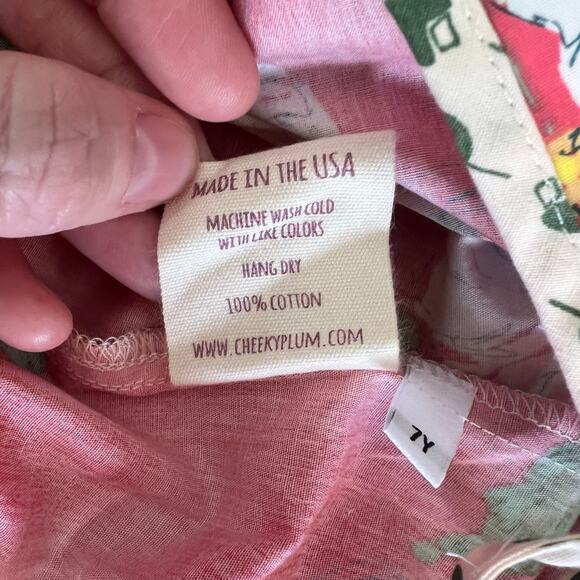 MADE IN THE USA
MACHINE WASH COLD
WITH LIKE COLORS
HANG DRY
100% COTTON
WWW.CHEEKYPLUM.COM
7Y